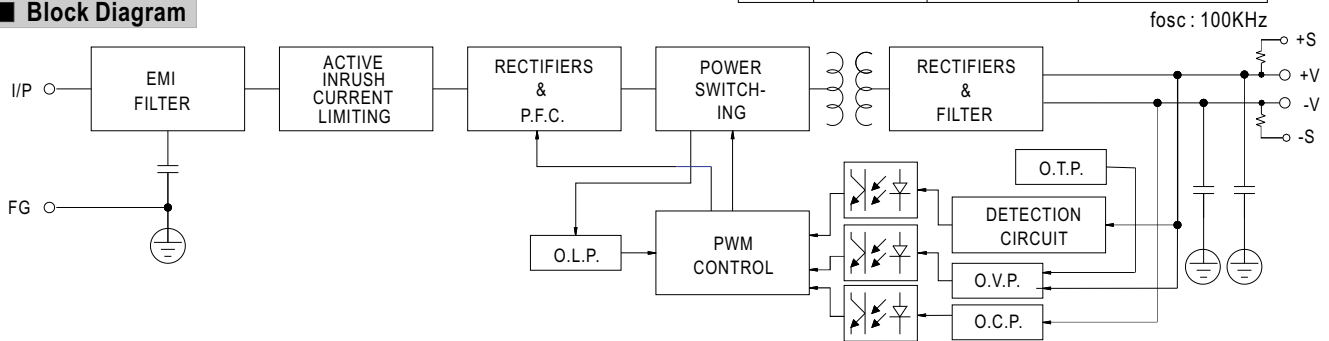 Block Diagram
fosc : 100KHz
I/P
EMI
FILTER
ACTIVE
INRUSH
CURRENT
LIMITING
RECTIFIERS
&
P.F.C.
POWER
SWITCH-
ING
RECTIFIERS
&
FILTER
+S
+V
-V
-S
FG
O.L.P.
PWM
CONTROL
O.T.P.
DETECTION
CIRCUIT
O.V.P.
O.C.P.